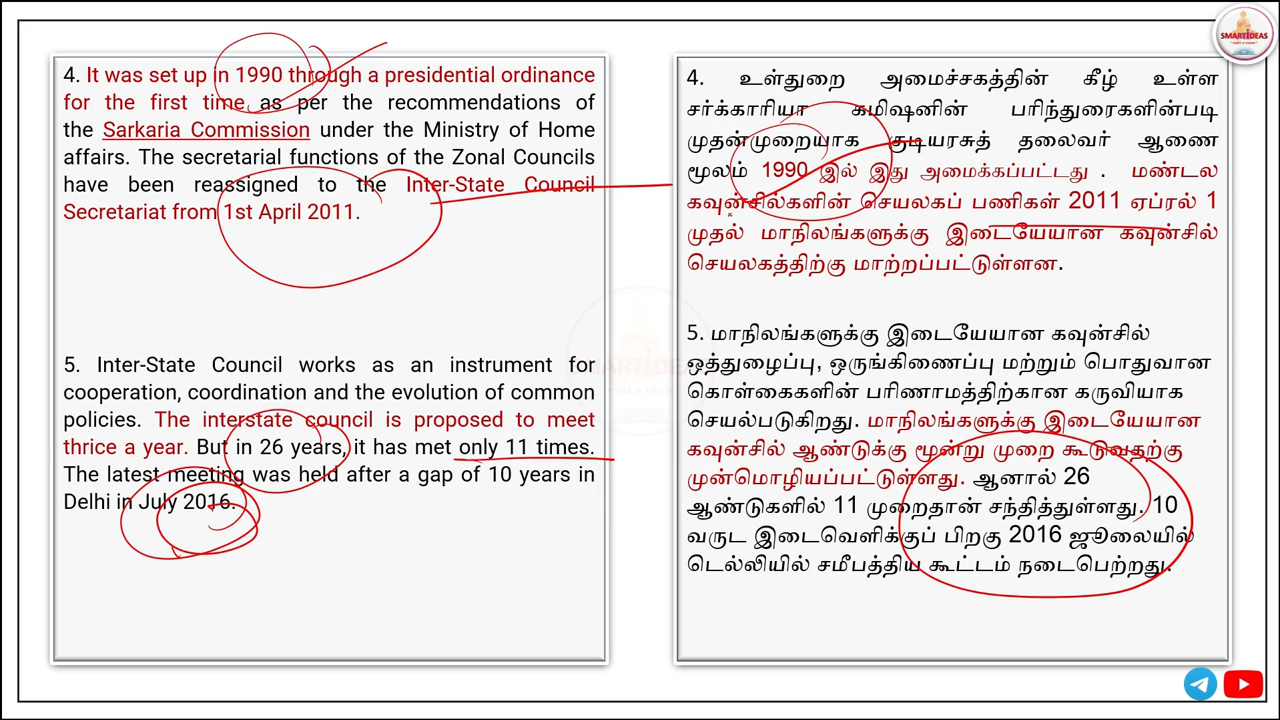 SMARTIDEAS
4. It was set up in 1990 through a presidential ordinance
for the first time as per the recommendations of
the Sarkaria Commission under the Ministry of Home
affairs. The secretarial functions of the Zonal Councils
have been reassigned to the Inter-State Council
Secretariat from 1st April 2011.
5. Inter-State Council works as an instrument for
cooperation, coordination and the evolution of common
policies. The interstate council is proposed to meet
thrice a year. But in 26 years, it has met only 11 times.
The latest meeting was held after a gap of 10 years in
Delhi in July 2016.
4. உள்துறை அமைச்சகத்தின் கீழ் உள்ள
சர்க்காரியா கமிஷனின் பரிந்துரைகளின்படி
முதன்முறையாக குடியரசுத் தலைவர் ஆணை
மூலம் 1990 இல் இது அமைக்கப்பட்டது . மண்டல
கவுன்சில்களின் செயலகப் பணிகள் 2011 ஏப்ரல் 1
முதல் மாநிலங்களுக்கு இடையேயான கவுன்சில்
செயலகத்திற்கு மாற்றப்பட்டுள்ளன.
5. மாநிலங்களுக்கு இடையேயான கவுன்சில்
ஒத்துழைப்பு, ஒருங்கிணைப்பு மற்றும் பொதுவான
கொள்கைகளின் பரிணாமத்திற்கான கருவியாக
செயல்படுகிறது. மாநிலங்களுக்கு இடையேயான
கவுன்சில் ஆண்டுக்கு மூன்று முறை கூடுவதற்கு
முன்மொழியப்பட்டுள்ளது. ஆனால் 26
ஆண்டுகளில் 11 முறைதான் சந்தித்துள்ளது. 10
வருட இடைவெளிக்குப் பிறகு 2016 ஜூலையில்
டெல்லியில் சமீபத்திய கூட்டம் நடைபெற்றது.